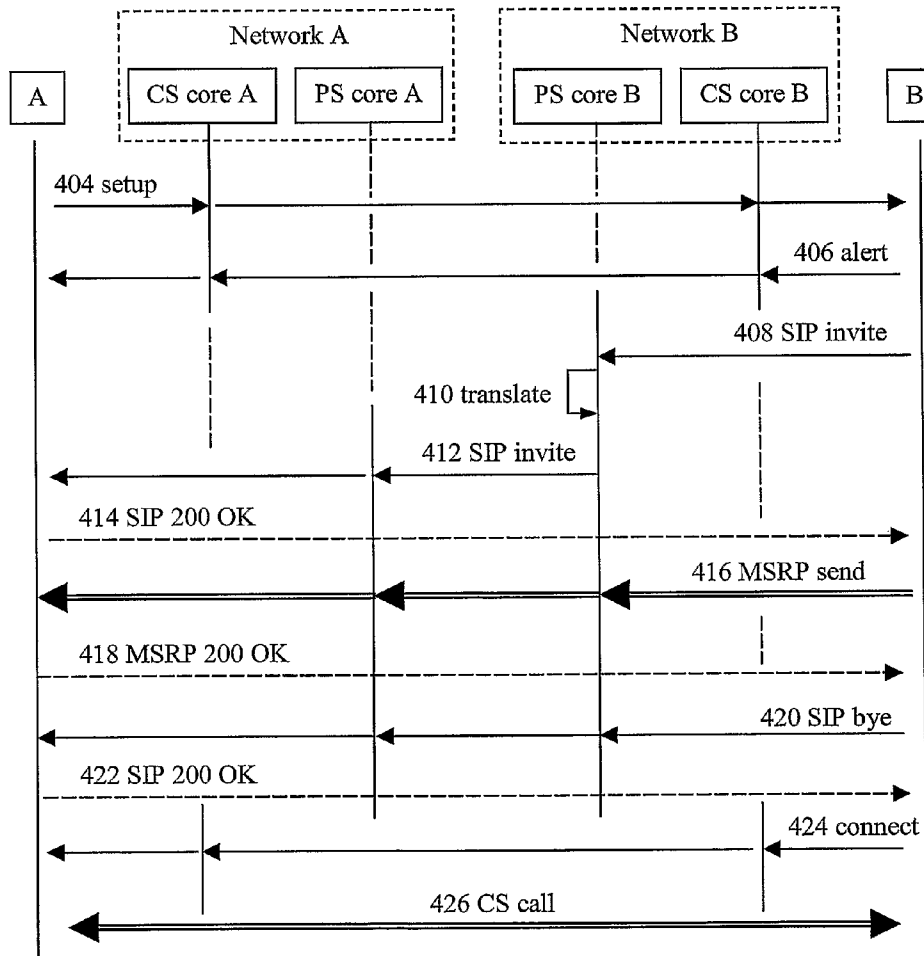 Network A
Network B
A
CS core A
PS core A
PS core B
CS core B
B
404 setup
406 alert
408 SIP invite
410 translate
412 SIP invite
414 SIP 200 OK
416 MSRP send
418 MSRP 200 OK
420 SIP bye
422 SIP 200 OK
424 connect
426 CS call